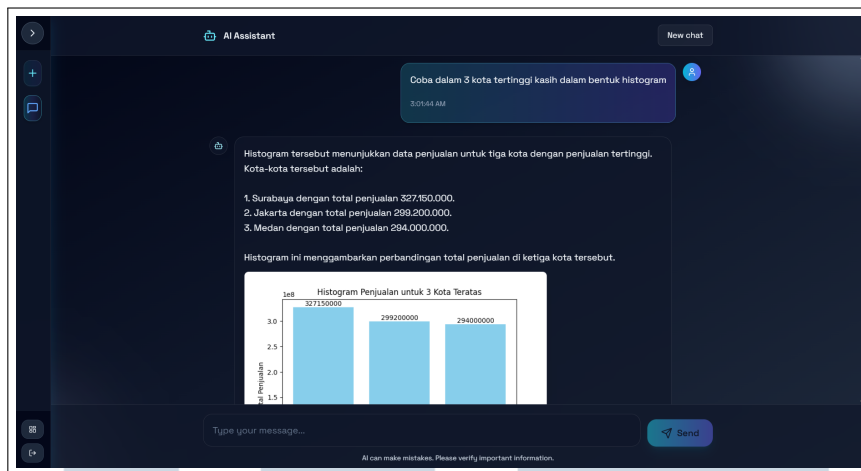 AI Assistant
New chat
Coba dalam 3 kota tertinggi kasih dalam bentuk histogram
3:01:44 AM
Histogram tersebut menunjukkan data penjualan untuk tiga kota dengan penjualan tertinggi.
Kota-kota tersebut adalah:
1. Surabaya dengan total penjualan 327.150.000.
2. Jakarta dengan total penjualan 299.200.000.
3. Medan dengan total penjualan 294.000.000.
Histogram ini menggambarkan perbandingan total penjualan di ketiga kota tersebut.
Histogram Penjualan untuk 3 Kota Teratas
1e8
327150000
299200000
294000000
3.0
2.5
2.0
1.5
tal Penjualan
Type your message...
Send
AI can make mistakes. Please verify important information.